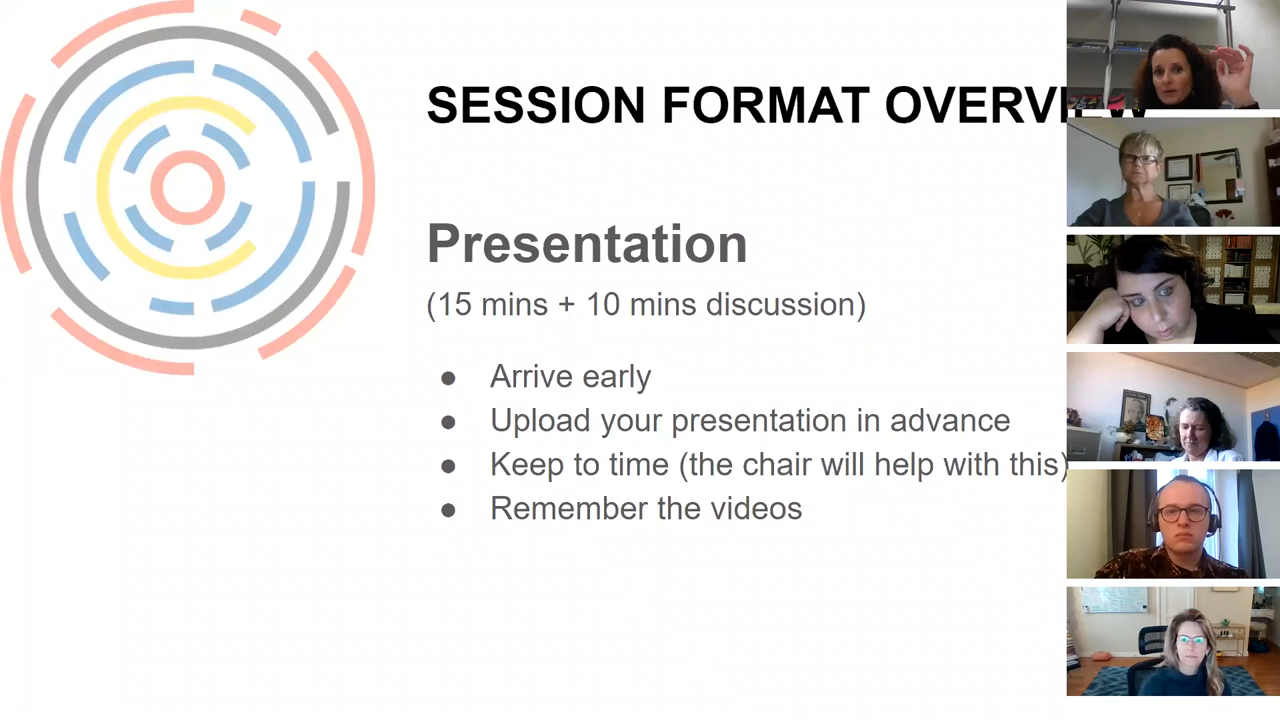 SESSION FORMAT OVERVIEW
Presentation
(15 mins + 10 mins discussion)
● Arrive early
● Upload your presentation in advance
● Keep to time (the chair will help with this)
● Remember the videos